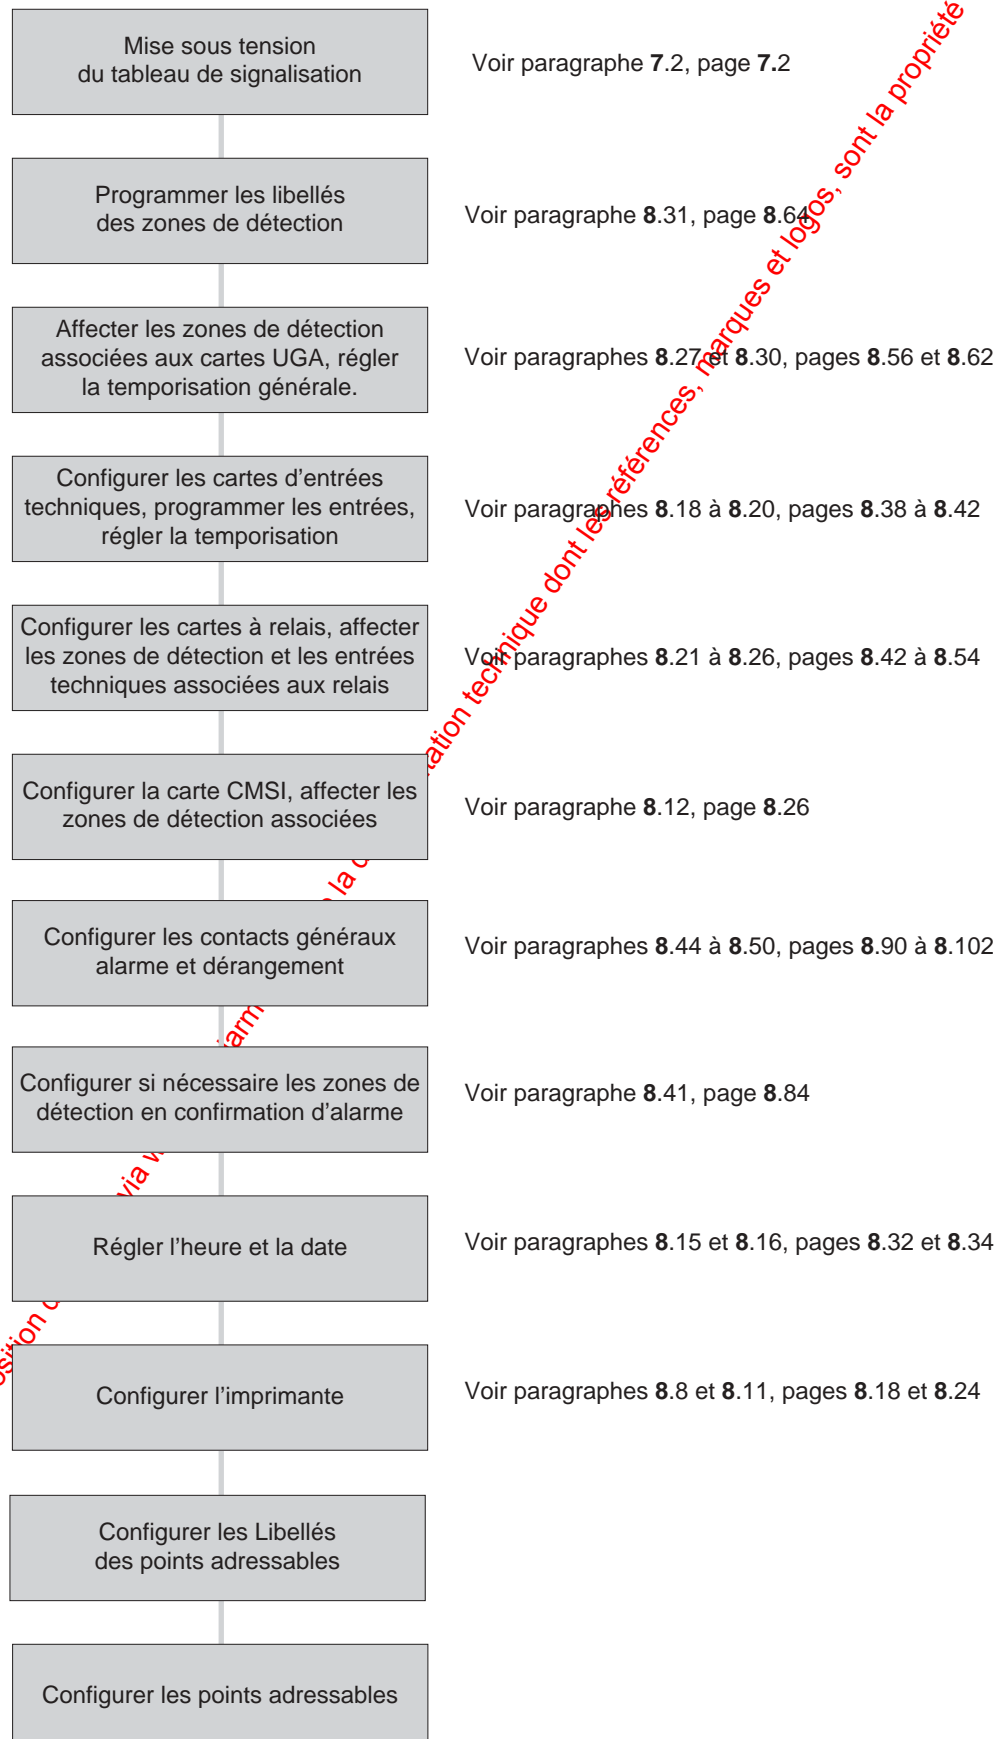 Mise sous tension
du tableau de signalisation
Voir paragraphe 7.2, page 7.2
Programmer les libellés
des zones de détection
Voir paragraphe 8.31, page 8.64
Affecter les zones de détection
associées aux cartes UGA, régler
la temporisation générale.
Voir paragraphes 8.27 et 8.30, pages 8.56 et 8.62
Configurer les cartes d’entrées
techniques, programmer les entrées,
régler la temporisation
Voir paragraphes 8.18 à 8.20, pages 8.38 à 8.42
Configurer les cartes à relais, affecter
les zones de détection et les entrées
techniques associées aux relais
Voir paragraphes 8.21 à 8.26, pages 8.42 à 8.54
Configurer la carte CMSI, affecter les
zones de détection associées
Voir paragraphe 8.12, page 8.26
Configurer les contacts généraux
alarme et dérangement
Voir paragraphes 8.44 à 8.50, pages 8.90 à 8.102
Configurer si nécessaire les zones de
détection en confirmation d’alarme
Voir paragraphe 8.41, page 8.84
Régler l’heure et la date
Voir paragraphes 8.15 et 8.16, pages 8.32 et 8.34
Configurer l’imprimante
Voir paragraphes 8.8 et 8.11, pages 8.18 et 8.24
Configurer les Libellés
des points adressables
Configurer les points adressables
via la technique dont les références, marques et logos, sont la propriété